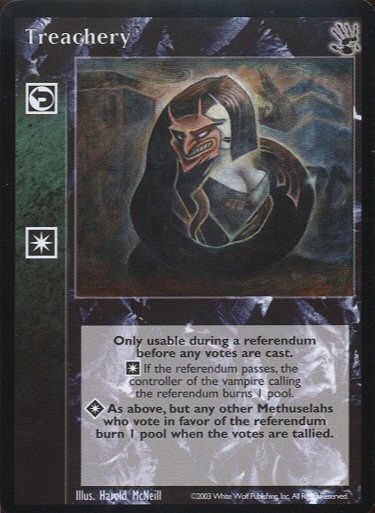 Treachery
Only usable during a referendum
before any votes are cast.
If the referendum passes, the
controller of the vampire calling
the referendum burns 1 pool.
As above, but any other Methuselahs
who vote in favor of the referendum
burn 1 pool when the votes are tallied.
Illus. Harold McNeill
©2003 White Wolf Publishing, Inc. All Rights Reserved.